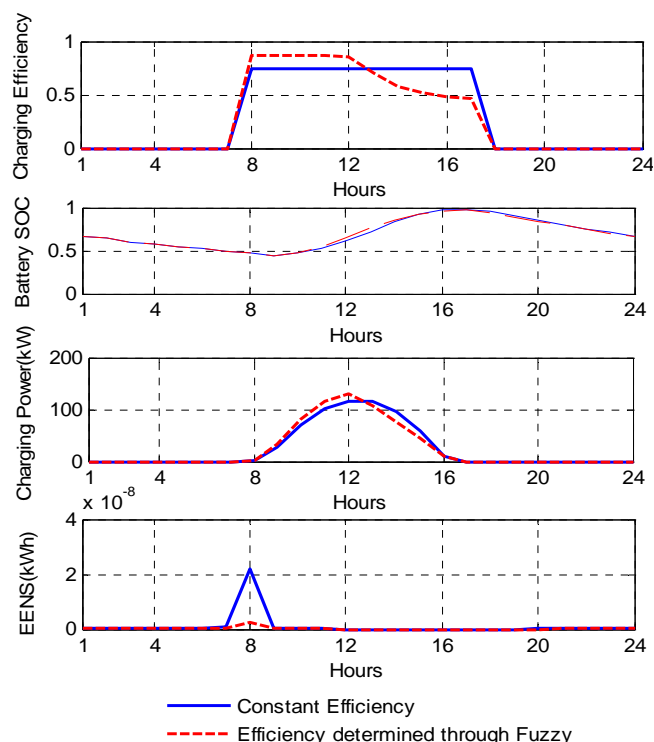 1
0.5
0
Charging Efficiency
1 4 8 12 16 20 24
Hours
1
0.5
0
Battery SOC
1 4 8 12 16 20 24
Hours
200
100
0
Charging Power(kW)
1 4 8 12 16 20 24
Hours
x 10^-8
4
2
0
EENS(kWh)
1 4 8 12 16 20 24
Hours
Constant Efficiency
Efficiency determined through Fuzzy